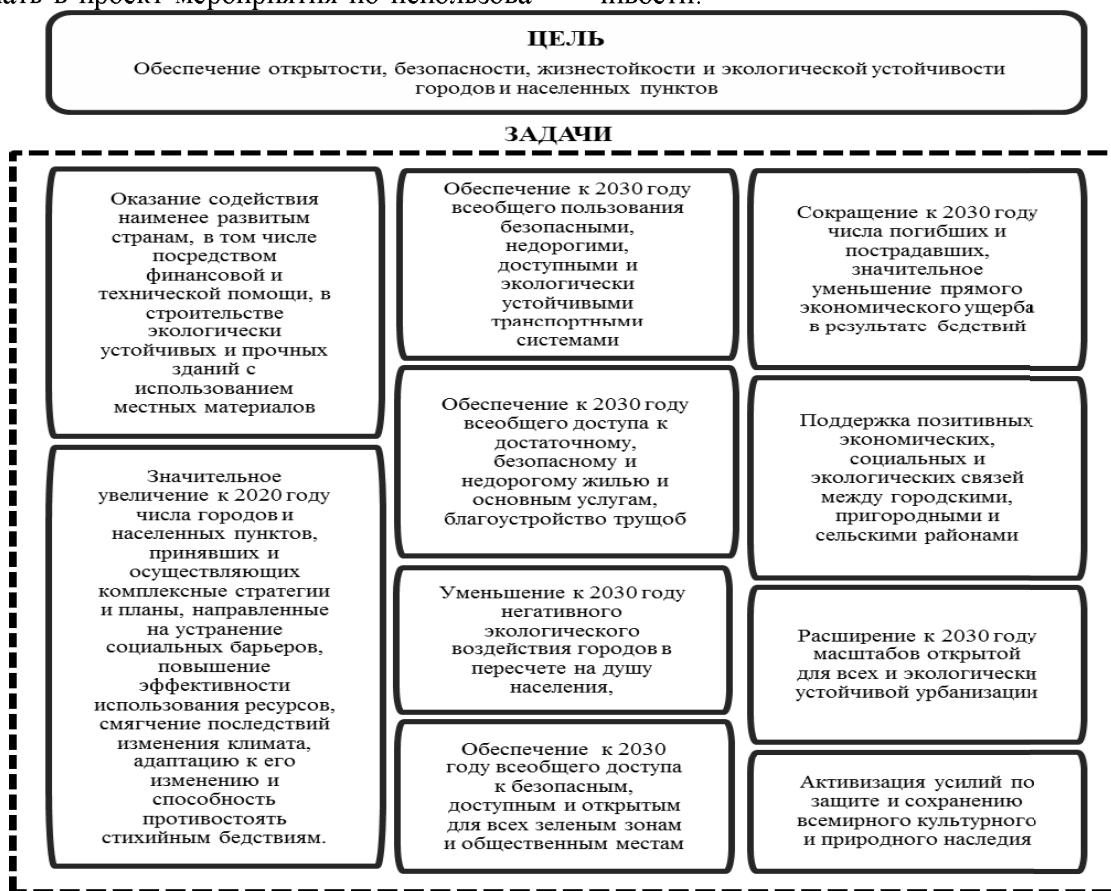 ЦЕЛЬ
Обеспечение открытости, безопасности, жизнестойкости и экологической устойчивости
городов и населенных пунктов
ЗАДАЧИ
Оказание содействия
наименее развитым
странам, в том числе
посредством
финансовой и
технической помощи, в
строительстве
экологически
устойчивых и прочных
зданий с
использованием
местных материалов
Значительное
увеличение к 2020 году
числа городов и
населенных пунктов,
принявших и
осуществляющих
комплексные стратегии
и планы, направленные
на устранение
социальных барьеров,
повышение
эффективности
использования ресурсов,
смягчение последствий
изменения климата,
адаптацию к его
изменению и
способность
противостоять
стихийным бедствиям.
Обеспечение к 2030 году
всеобщего пользования
безопасными,
недорогими,
доступными и
экологически
устойчивыми
транспортными
системами
Обеспечение к 2030 году
всеобщего доступа к
достаточному,
безопасному и
недорогому жилью и
основным услугам,
благоустройство трущоб
Уменьшение к 2030 году
негативного
экологического
воздействия городов в
пересчете на душу
населения,
Обеспечение к 2030
году всеобщего доступа
к безопасным,
доступным и открытым
для всех зеленым зонам
и общественным местам
Сокращение к 2030 году
числа погибших и
пострадавших,
значительное
уменьшение прямого
экономического ущерба
в результате бедствий
Поддержка позитивных
экономических,
социальных и
экологических связей
между городскими,
пригородными и
сельскими районами
Расширение к 2030 году
масштабов открытой
для всех и экологически
устойчивой урбанизации
Активизация усилий по
защите и сохранению
всемирного культурного
и природного наследия